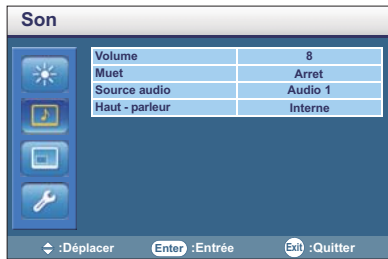 Son
Volume 8
Muet Arret
Source audio Audio 1
Haut - parleur Interne
:Déplacer Enter :Entrée Exit :Quitter